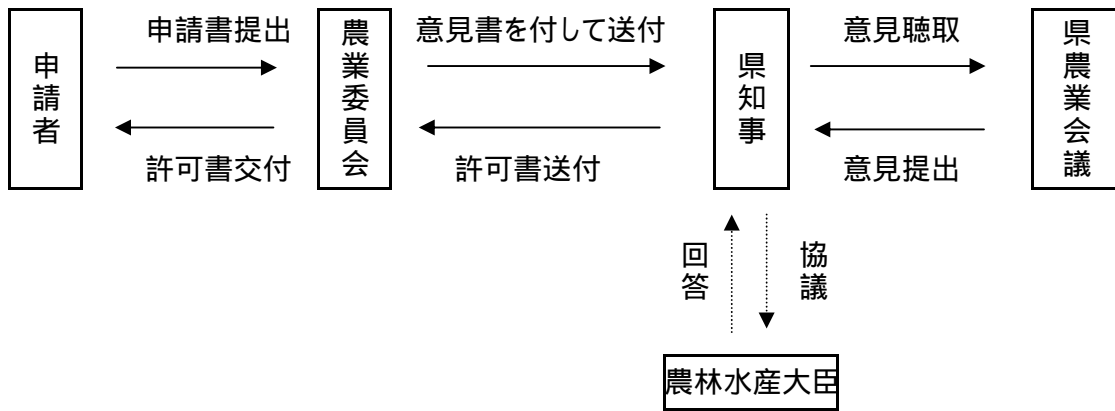 申請者
申請書提出
許可書交付
農業委員会
意見書を付して送付
許可書送付
県知事
意見聴取
意見提出
県農業会議
回答
協議
農林水産大臣